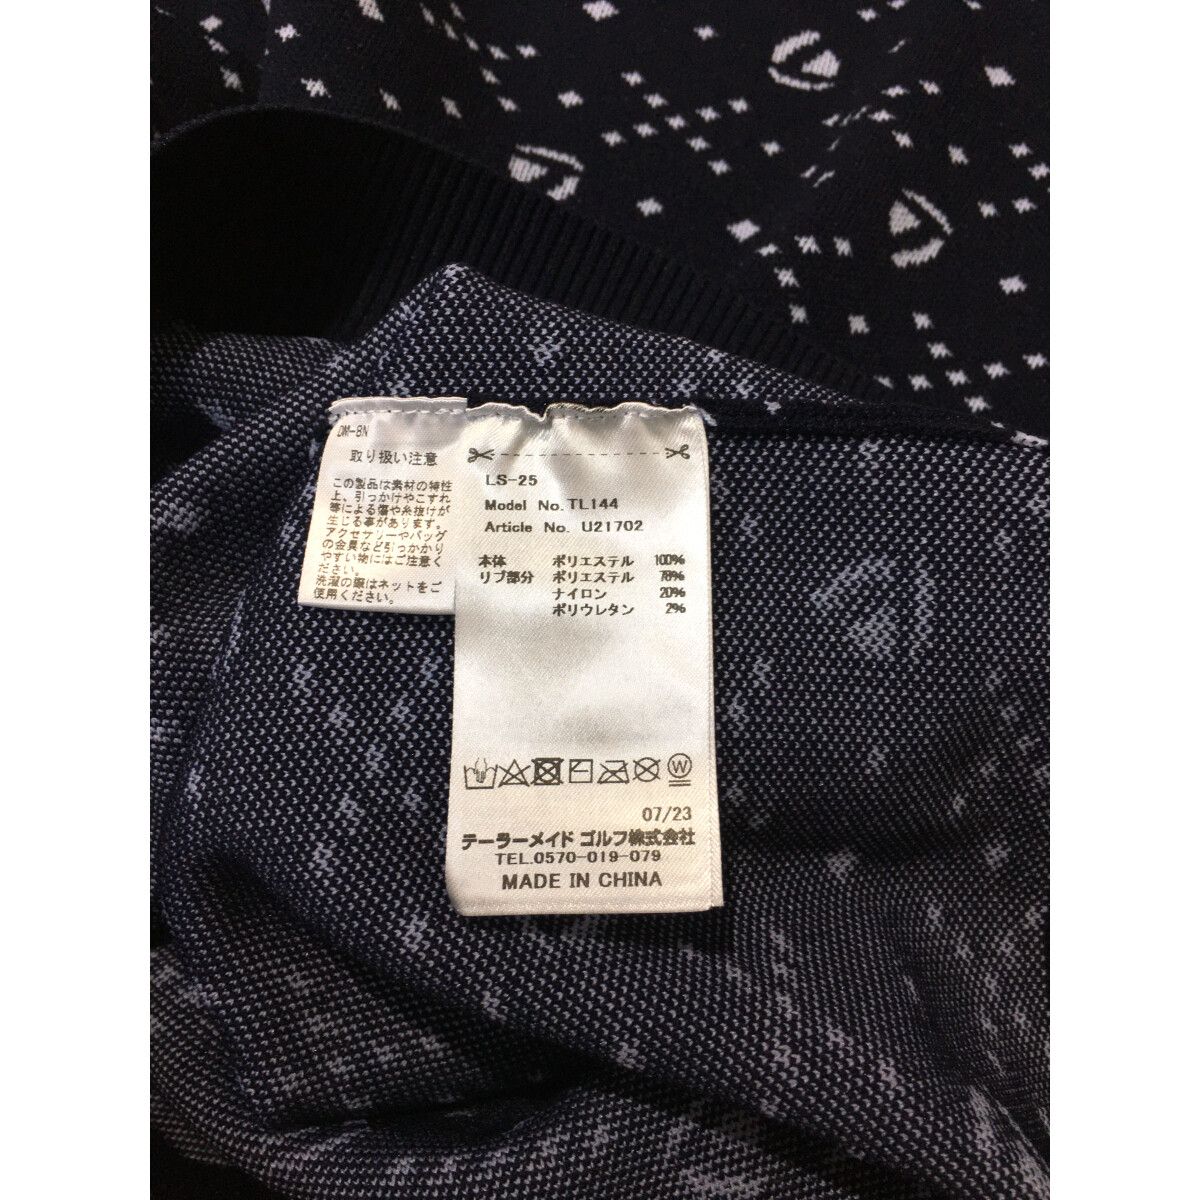 DM-8N
取り扱い注意
この製品は素材の特性
上、引っかけやこすれ
等による傷や糸抜けが
生じる事があります。
アクセサリーやバッグ
の金具など引っかかり
やすい物にはご注意く
ださい。
洗濯の際はネットをご
使用ください。
LS-25
Model No. TL144
Article No. U21702
本体 ポリエステル 100%
リブ部分 ポリエステル 78%
ナイロン 20%
ポリウレタン 2%
W
07/23
テーラーメイド ゴルフ株式会社
TEL.0570-019-079
MADE IN CHINA